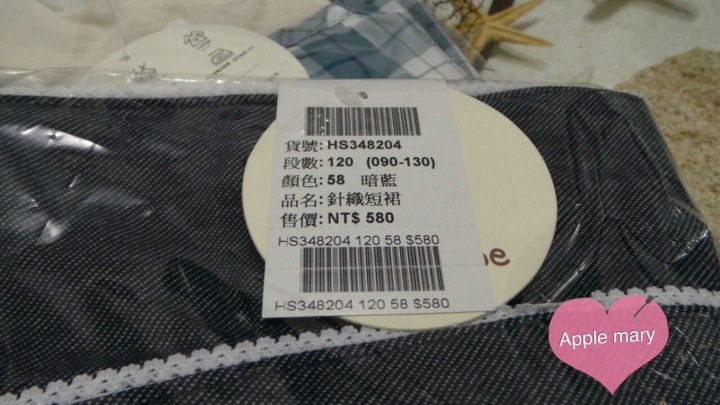 貨號: HS348204
段數: 120 (090-130)
顏色: 58 暗藍
品名: 針織短裙
售價: NT$ 580
HS348204 120 58 $580
HS348204 120 58 $580
Apple mary